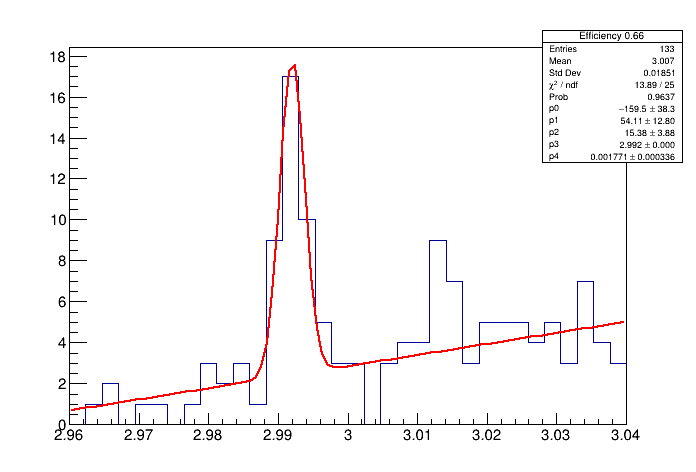 Efficiency 0.66
Entries 133
Mean 3.007
Std Dev 0.01851
χ² / ndf 13.89 / 25
Prob 0.9637
p0 −159.5 ± 38.3
p1 54.11 ± 12.80
p2 15.38 ± 3.88
p3 2.992 ± 0.000
p4 0.001771 ± 0.000336
18
16
14
12
10
8
6
4
2
0
2.96 2.97 2.98 2.99 3 3.01 3.02 3.03 3.04